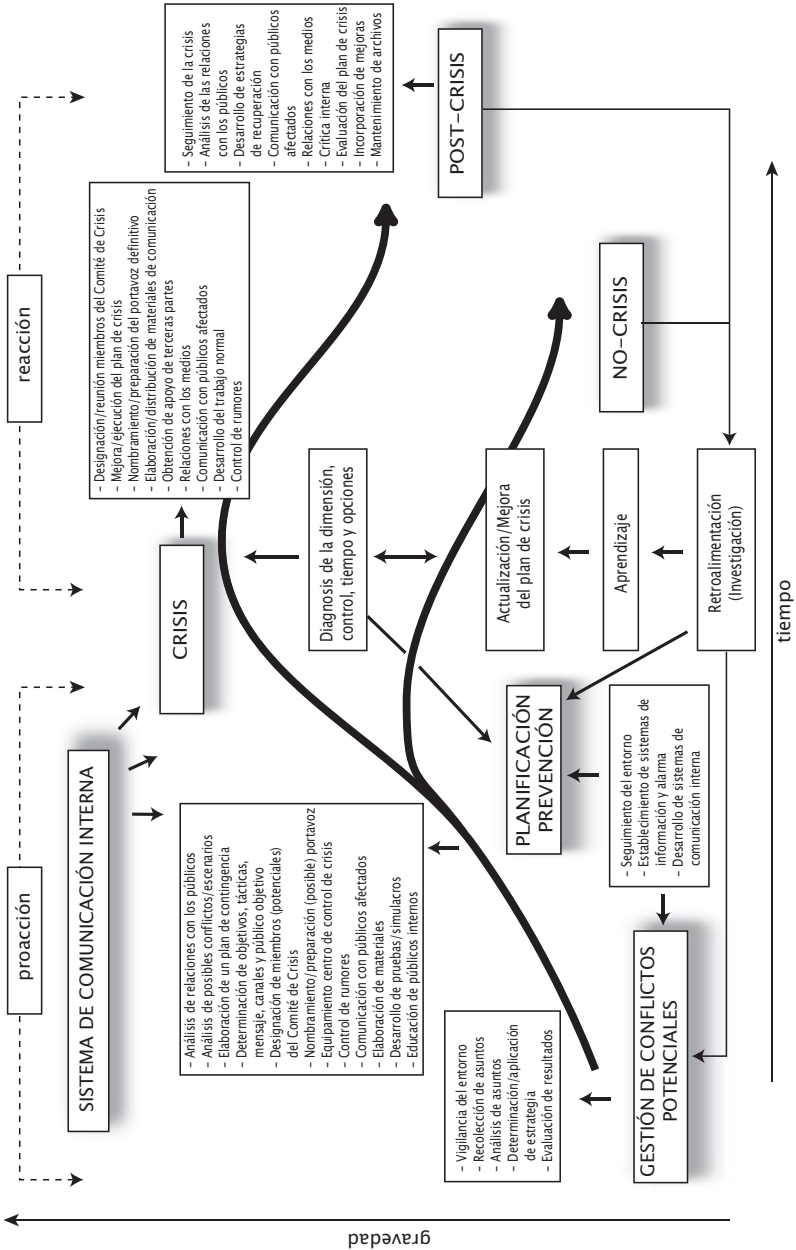 proacción
reacción
SISTEMA DE COMUNICACIÓN INTERNA
– Análisis de relaciones con los públicos
– Análisis de posibles conflictos/escenarios
– Elaboración de un plan de contingencia
– Determinación de objetivos, tácticas,
mensaje, canales y público objetivo
– Designación de miembros (potenciales)
del Comité de Crisis
– Nombramiento/preparación (posible) portavoz
– Equipamiento centro de control de crisis
– Control de rumores
– Comunicación con públicos afectados
– Elaboración de materiales
– Desarrollo de pruebas/simulacros
– Educación de públicos internos
CRISIS
– Designación/reunión miembros del Comité de Crisis
– Mejora/ejecución del plan de crisis
– Nombramiento/preparación del portavoz definitivo
– Elaboración/distribución de materiales de comunicación
– Obtención de apoyo de terceras partes
– Relaciones con los medios
– Comunicación con públicos afectados
– Desarrollo del trabajo normal
– Control de rumores
– Seguimiento de la crisis
– Análisis de las relaciones
con los públicos
– Desarrollo de estrategias
de recuperación
– Comunicación con públicos
afectados
– Relaciones con los medios
– Crítica interna
– Evaluación del plan de crisis
– Incorporación de mejoras
– Mantenimiento de archivos
POST–CRISIS
Diagnosis de la dimensión,
control, tiempo y opciones
– Vigilancia del entorno
– Recolección de asuntos
– Análisis de asuntos
– Determinación/aplicación
de estrategia
– Evaluación de resultados
PLANIFICACIÓN
PREVENCIÓN
Actualización/Mejora
del plan de crisis
NO–CRISIS
Aprendizaje
– Seguimiento del entorno
– Establecimiento de sistemas de
información y alarma
– Desarrollo de sistemas de
comunicación interna
GESTIÓN DE CONFLICTOS
POTENCIALES
Retroalimentación
(Investigación)
gravedad
tiempo